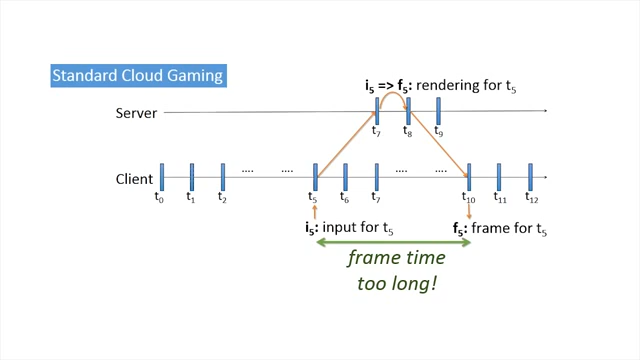 Standard Cloud Gaming
i5 => f5: rendering for t5
Server
t7 t8 t9
Client
.... .... .... ....
t0 t1 t2 t5 t6 t7 t10 t11 t12
i5: input for t5 f5: frame for t5
frame time
too long!